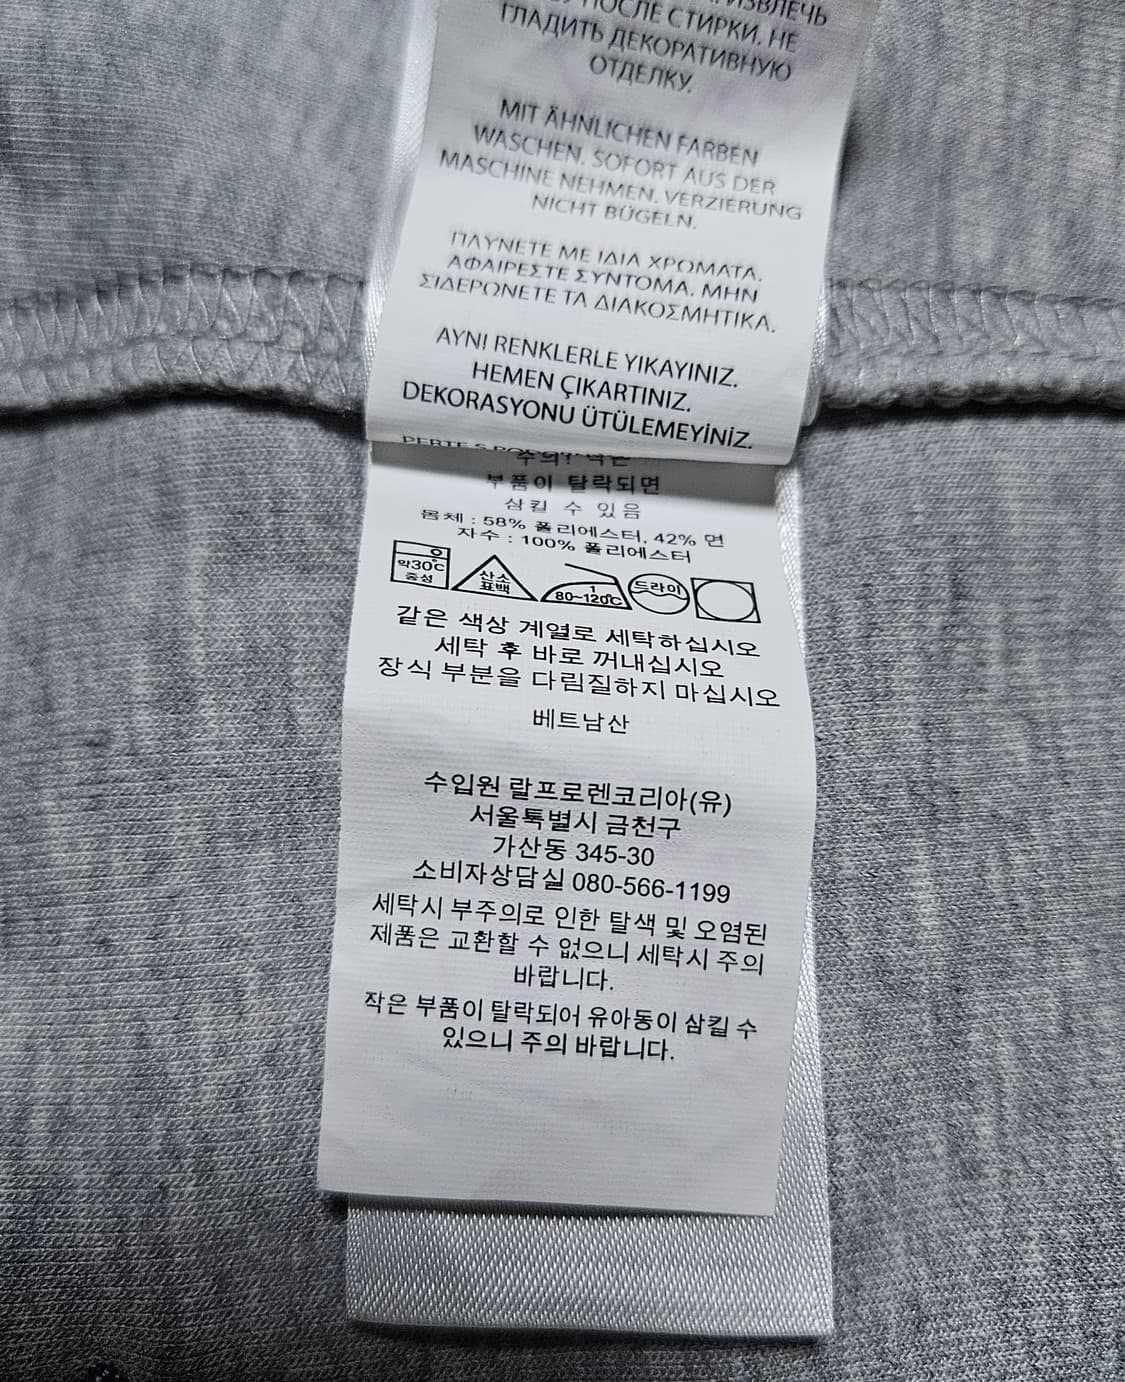 ИЗВЛЕЧЬ
ПОСЛЕ СТИРКИ. НЕ
ГЛАДИТЬ ДЕКОРАТИВНУЮ
ОТДЕЛКУ.
MIT ÄHNLICHEN FARBEN
WASCHEN. SOFORT AUS DER
MASCHINE NEHMEN. VERZIERUNG
NICHT BÜGELN.
ΠΛΥΝΕΤΕ ΜΕ ΙΔΙΑ ΧΡΩΜΑΤΑ.
ΑΦΑΙΡΕΣΤΕ ΣΥΝΤΟΜΑ. ΜΗΝ
ΣΙΔΕΡΩΝΕΤΕ ΤΑ ΔΙΑΚΟΣΜΗΤΙΚΑ.
AYNI RENKLERLE YIKAYINIZ.
HEMEN ÇIKARTINIZ.
DEKORASYONU ÜTÜLEMEYİNİZ.
주의! 작은
부품이 탈락되면
삼킬 수 있음
몸체 : 58% 폴리에스터, 42% 면
자수 : 100% 폴리에스터
약30℃ 중성 산소 표백 1 80~120℃ 드라이
같은 색상 계열로 세탁하십시오
세탁 후 바로 꺼내십시오
장식 부분을 다림질하지 마십시오
베트남산
수입원 랄프로렌코리아(유)
서울특별시 금천구
가산동 345-30
소비자상담실 080-566-1199
세탁시 부주의로 인한 탈색 및 오염된
제품은 교환할 수 없으니 세탁시 주의
바랍니다.
작은 부품이 탈락되어 유아동이 삼킬 수
있으니 주의 바랍니다.